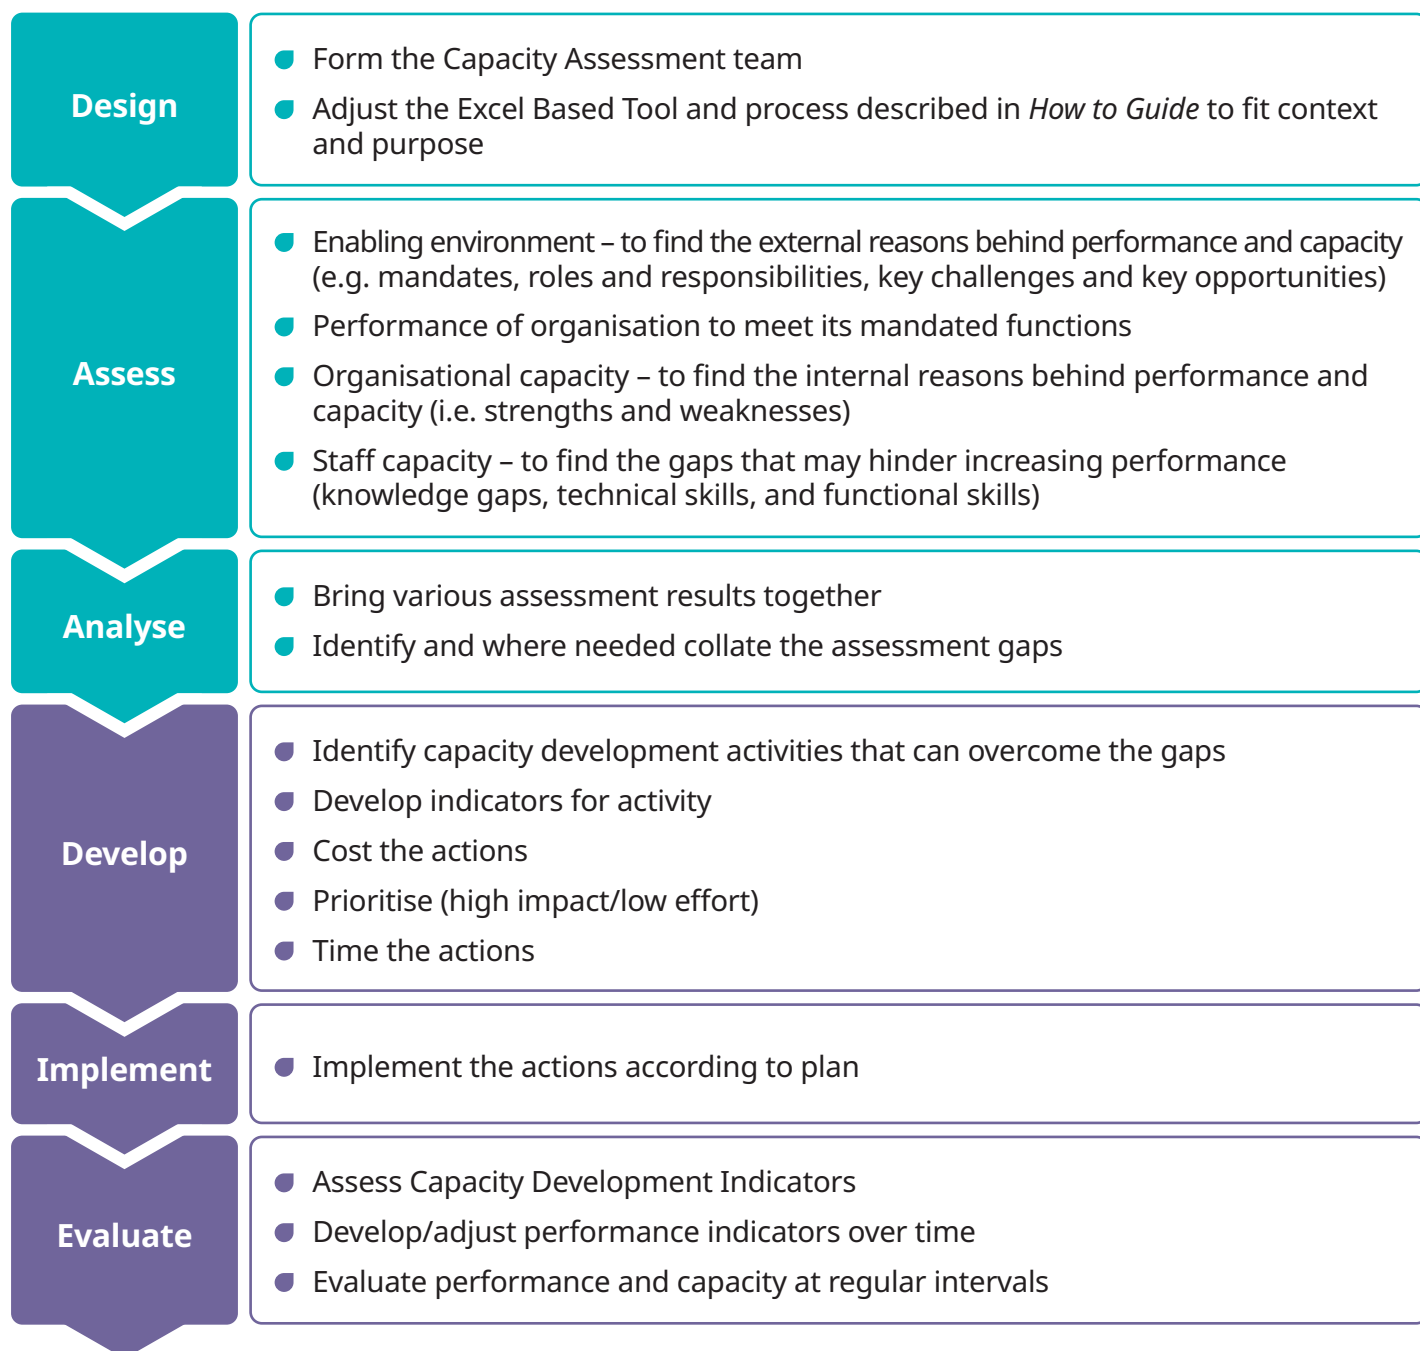 Design
Form the Capacity Assessment team
Adjust the Excel Based Tool and process described in How to Guide to fit context
and purpose
Assess
Enabling environment – to find the external reasons behind performance and capacity
(e.g. mandates, roles and responsibilities, key challenges and key opportunities)
Performance of organisation to meet its mandated functions
Organisational capacity – to find the internal reasons behind performance and
capacity (i.e. strengths and weaknesses)
Staff capacity – to find the gaps that may hinder increasing performance
(knowledge gaps, technical skills, and functional skills)
Analyse
Bring various assessment results together
Identify and where needed collate the assessment gaps
Develop
Identify capacity development activities that can overcome the gaps
Develop indicators for activity
Cost the actions
Prioritise (high impact/low effort)
Time the actions
Implement
Implement the actions according to plan
Evaluate
Assess Capacity Development Indicators
Develop/adjust performance indicators over time
Evaluate performance and capacity at regular intervals